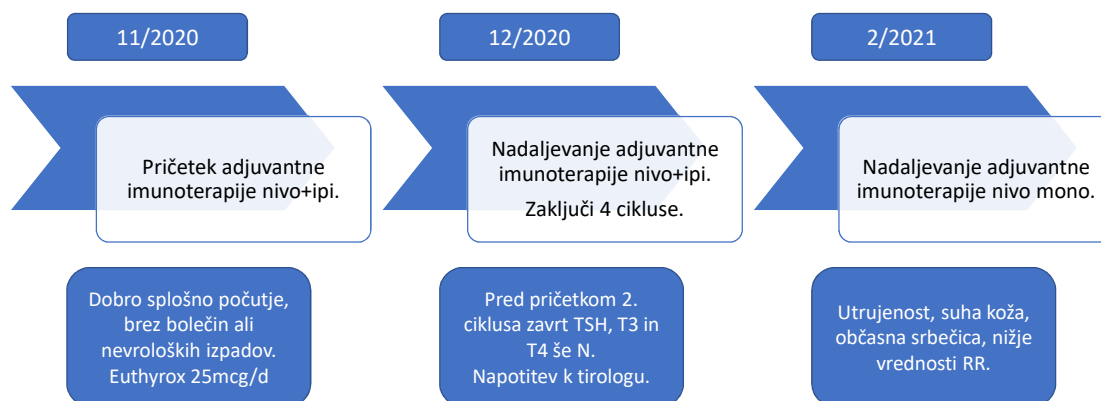 11/2020
Pričetek adjuvantne
imunoterapije nivo+ipi.
Dobro splošno počutje,
brez bolečin ali
nevroloških izpadov.
Euthyrox 25mcg/d
12/2020
Nadaljevanje adjuvantne
imunoterapije nivo+ipi.
Zaključi 4 cikluse.
Pred pričetkom 2.
ciklusa zavrt TSH, T3 in
T4 še N.
Napotitev k tirologu.
2/2021
Nadaljevanje adjuvantne
imunoterapije nivo mono.
Utrujenost, suha koža,
občasna srbečica, nižje
vrednosti RR.